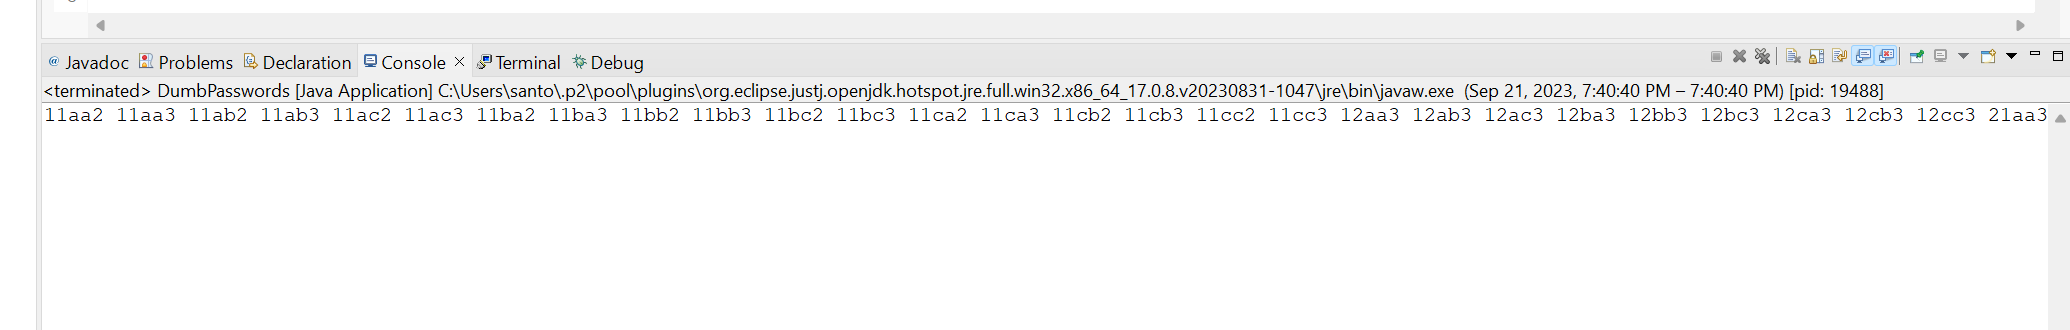 Javadoc Problems Declaration Console Terminal Debug
<terminated> DumbPasswords [Java Application] C:\Users\santo\.p2\pool\plugins\org.eclipse.justj.openjdk.hotspot.jre.full.win32.x86_64_17.0.8.v20230831-1047\jre\bin\javaw.exe (Sep 21, 2023, 7:40:40 PM – 7:40:40 PM) [pid: 19488]
11aa2 11aa3 11ab2 11ab3 11ac2 11ac3 11ba2 11ba3 11bb2 11bb3 11bc2 11bc3 11ca2 11ca3 11cb2 11cb3 11cc2 11cc3 12aa3 12ab3 12ac3 12ba3 12bb3 12bc3 12ca3 12cb3 12cc3 21aa3